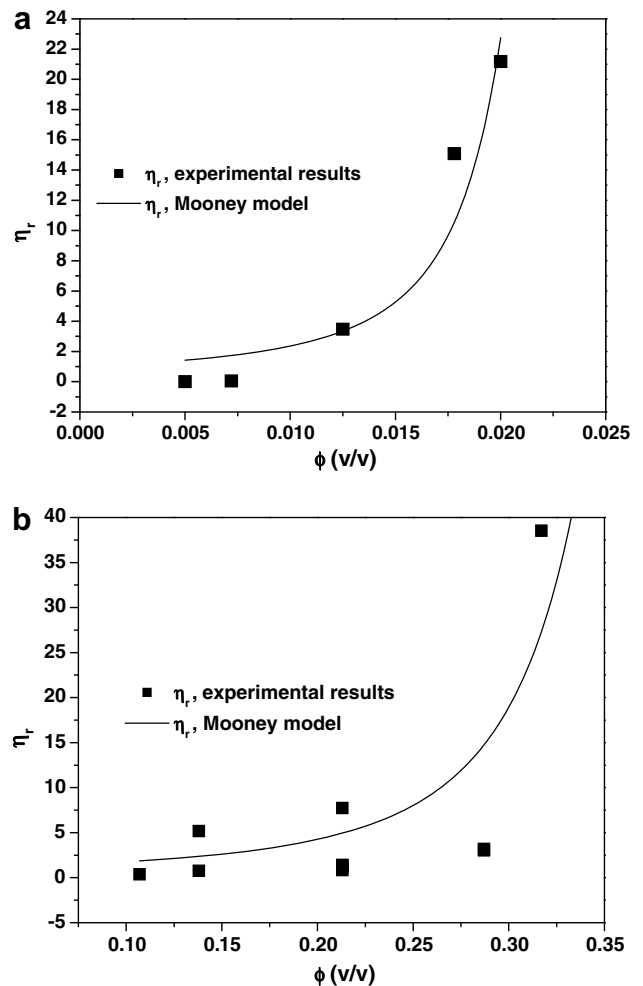 a
24
22
20
18
16
14
12
10
8
6
4
2
0
-2
ηr
ηr, experimental results
ηr, Mooney model
0.000 0.005 0.010 0.015 0.020 0.025
ϕ (v/v)
b
40
35
30
25
20
15
10
5
0
-5
ηr
ηr, experimental results
ηr, Mooney model
0.10 0.15 0.20 0.25 0.30 0.35
ϕ (v/v)